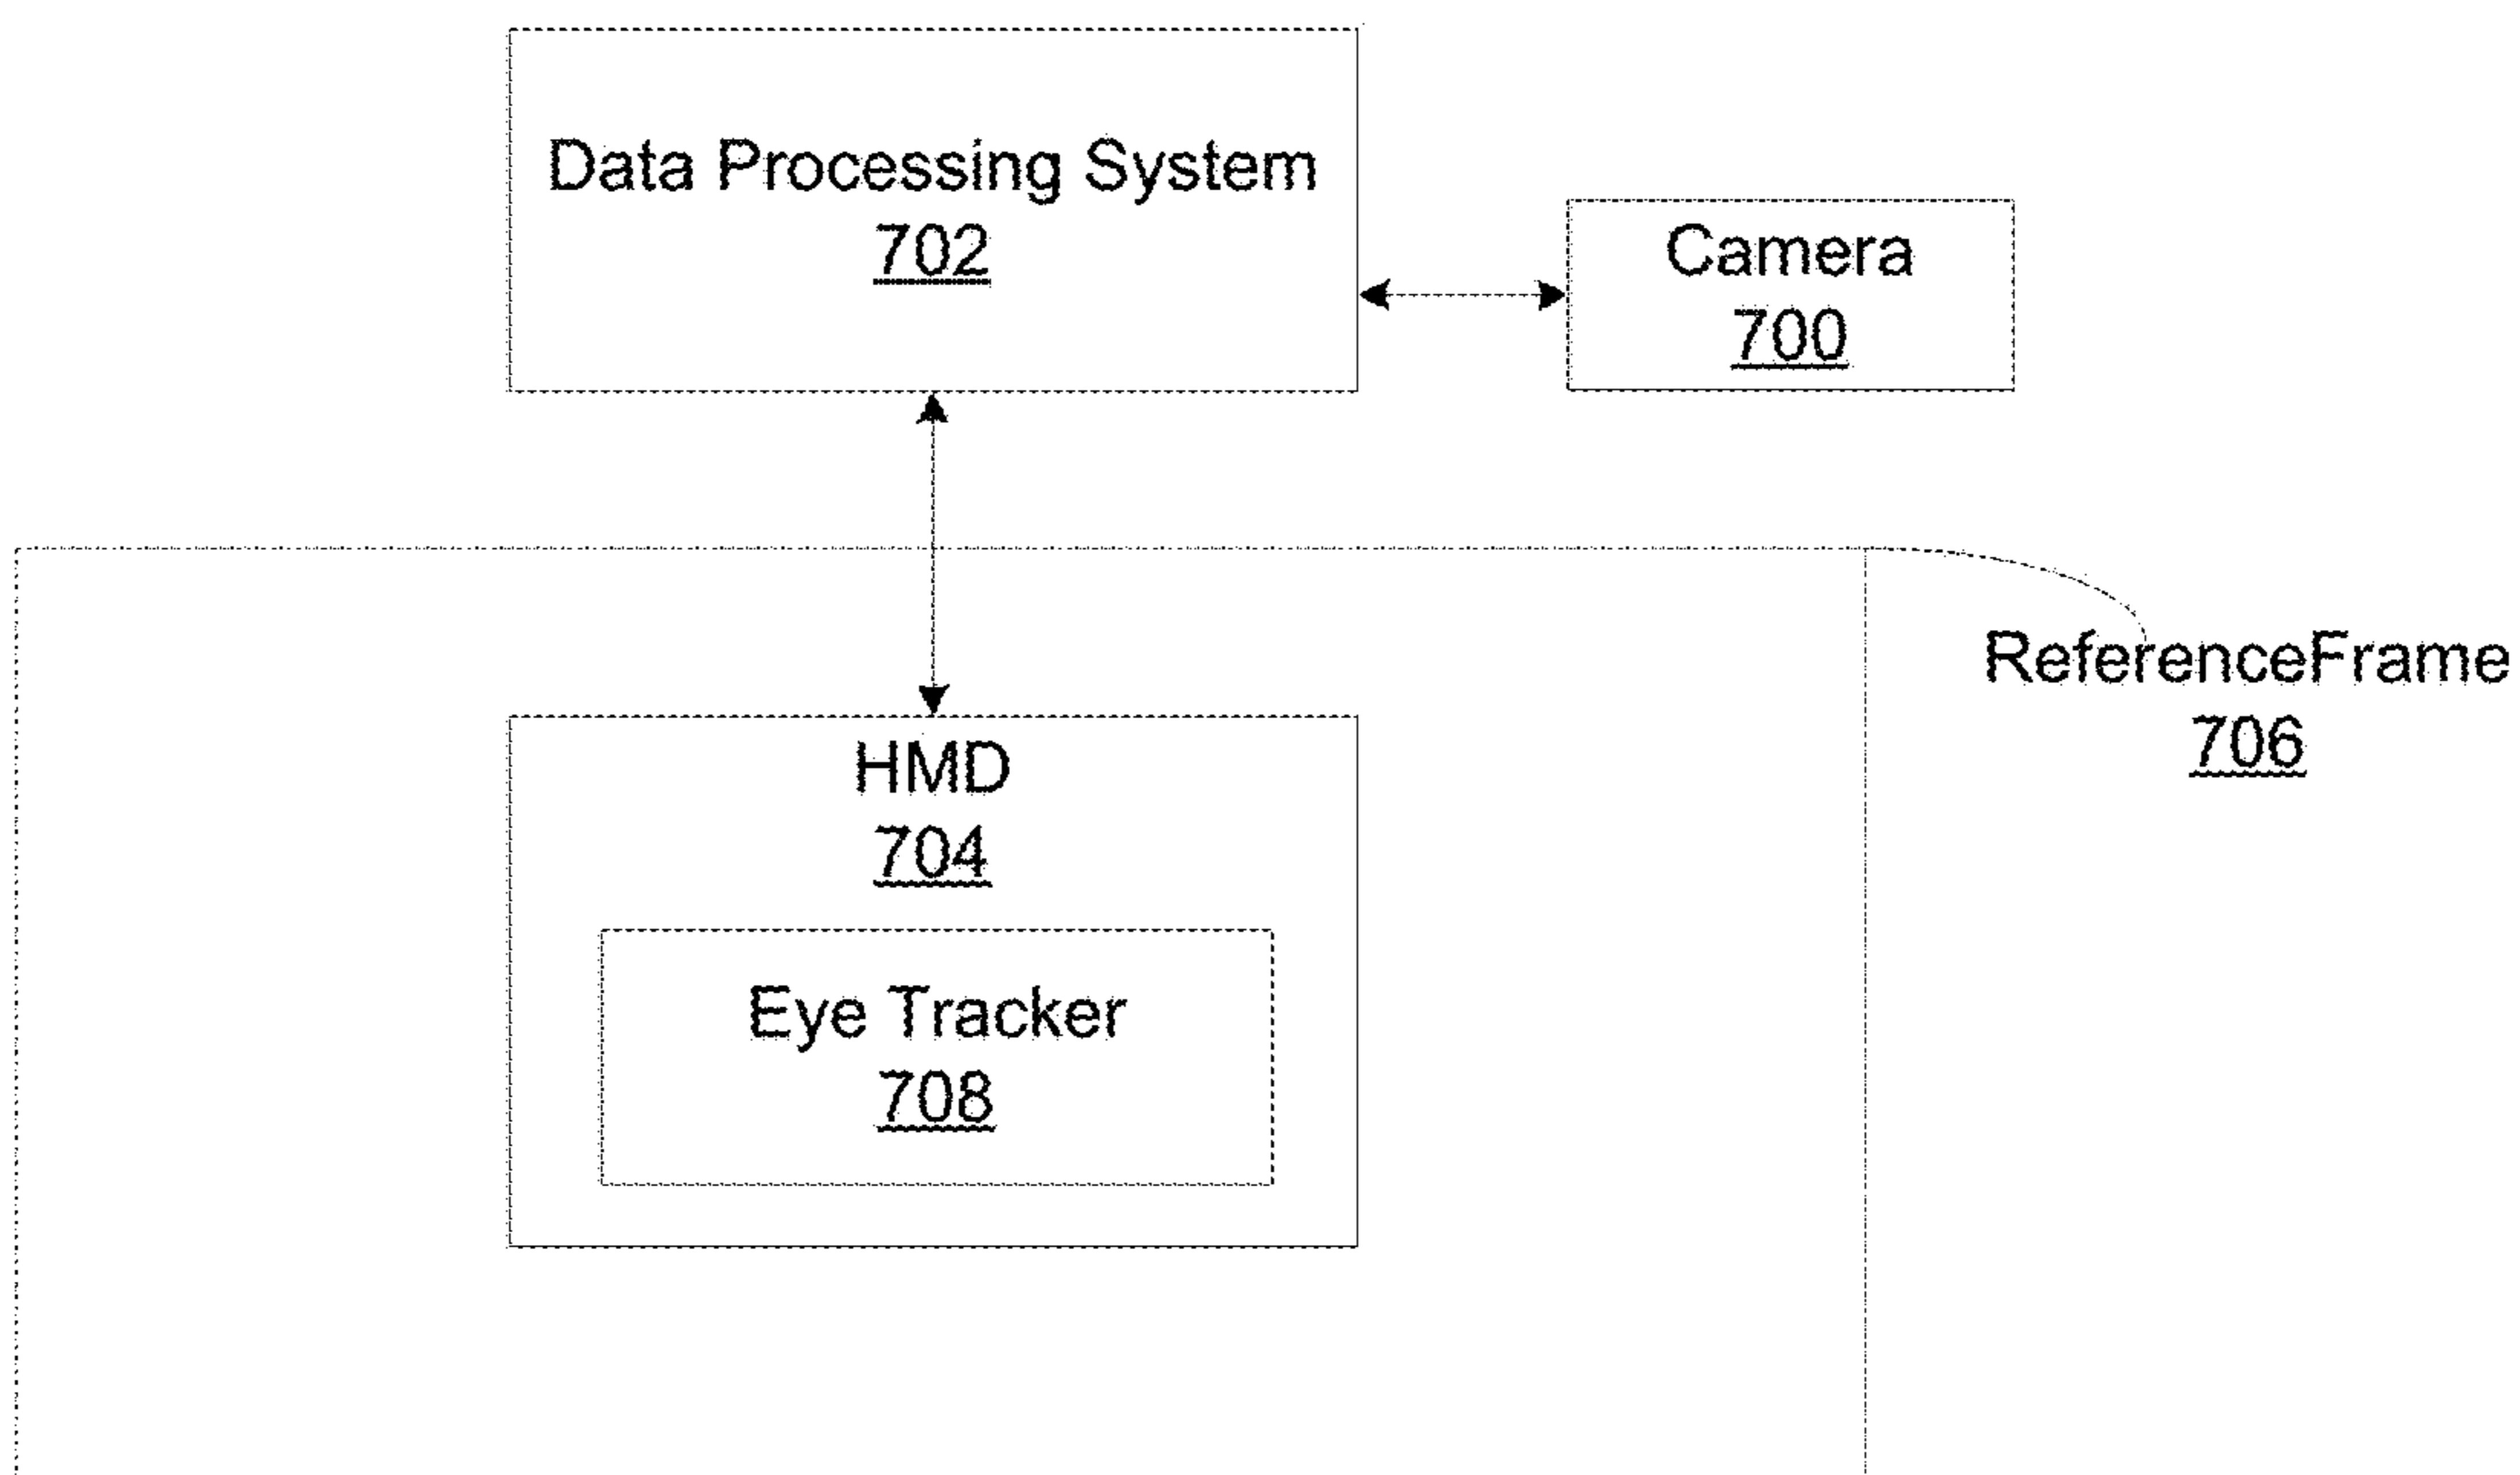 Data Processing System
702
Camera
700
ReferenceFrame
706
HMD
704
Eye Tracker
708